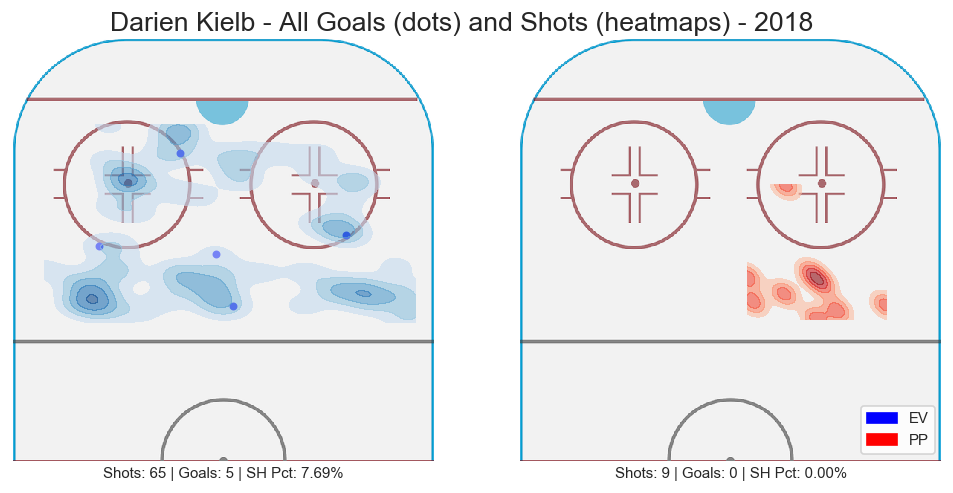 Darien Kielb - All Goals (dots) and Shots (heatmaps) - 2018
EV
PP
Shots: 65 | Goals: 5 | SH Pct: 7.69%
Shots: 9 | Goals: 0 | SH Pct: 0.00%